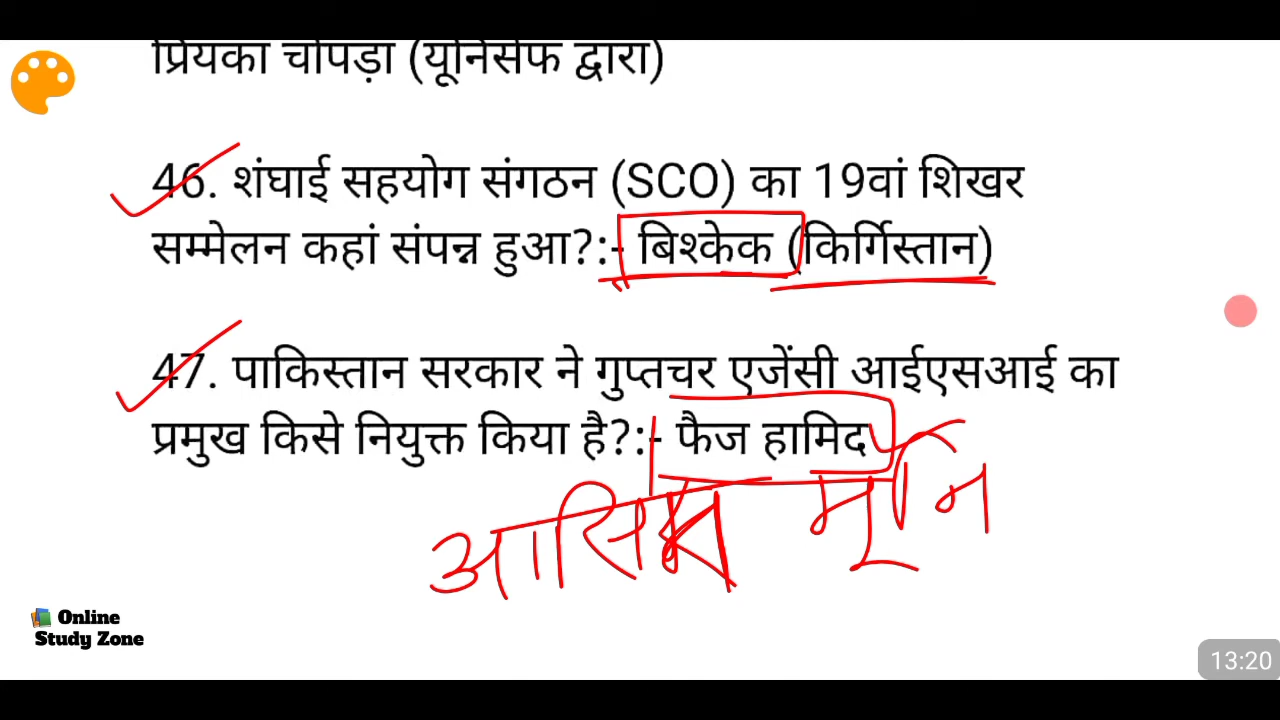 प्रियंका चोपड़ा (यूनिसेफ द्वारा)
46. शंघाई सहयोग संगठन (SCO) का 19वां शिखर
सम्मेलन कहां संपन्न हुआ?:- बिश्केक (किर्गिस्तान)
47. पाकिस्तान सरकार ने गुप्तचर एजेंसी आईएसआई का
प्रमुख किसे नियुक्त किया है?:- फैज हामिद
Online
Study Zone
13:20